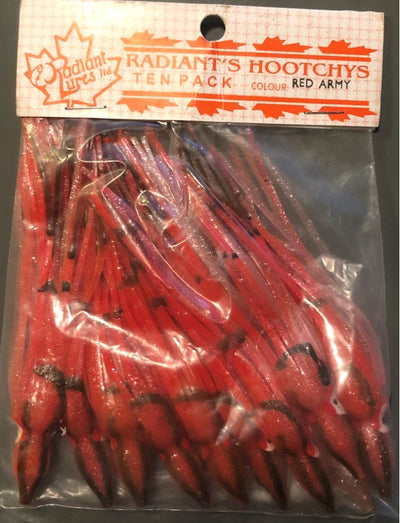 Radiant
Lures ltd
RADIANT'S HOOTCHYS
TEN PACK COLOUR: RED ARMY